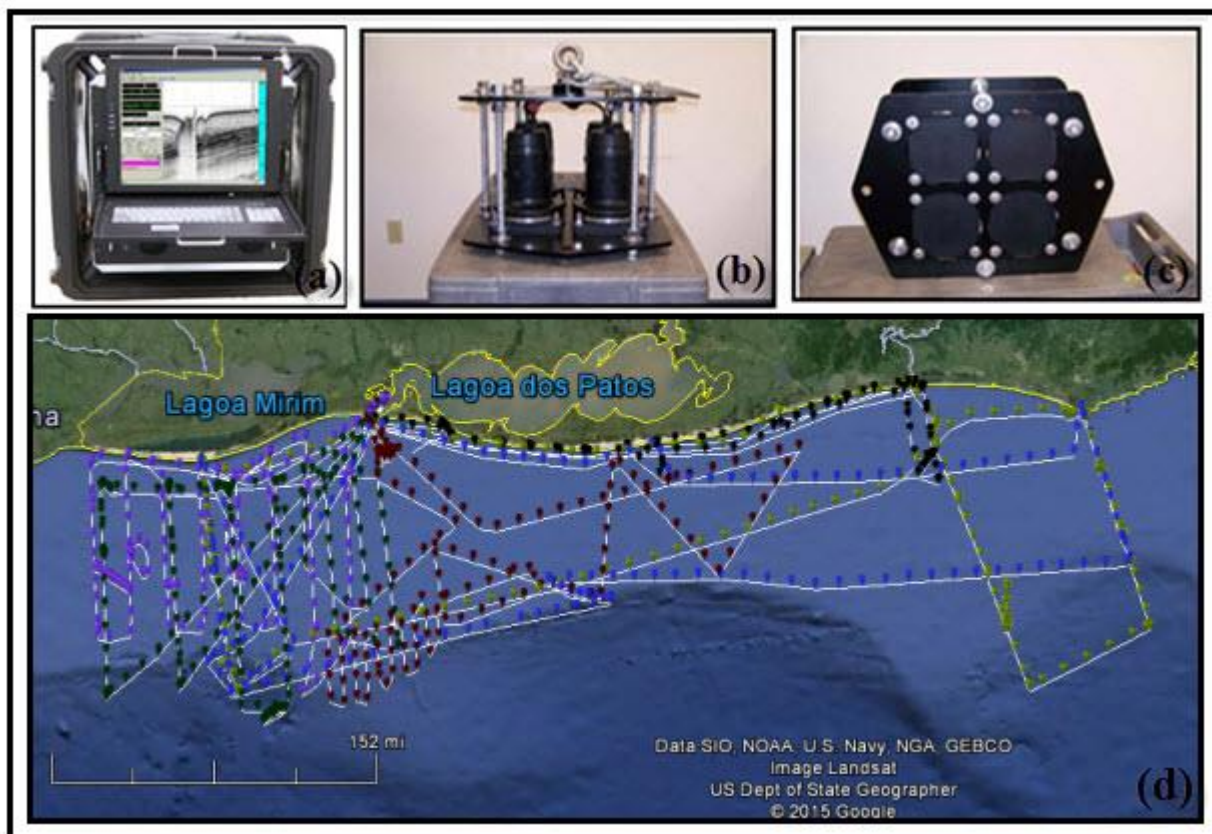 (a)
(b)
(c)
Lagoa Mirim
Lagoa dos Patos
na
152 mi
Data SIO, NOAA, U.S. Navy, NGA, GEBCO
Image Landsat
US Dept of State Geographer
© 2015 Google
(d)